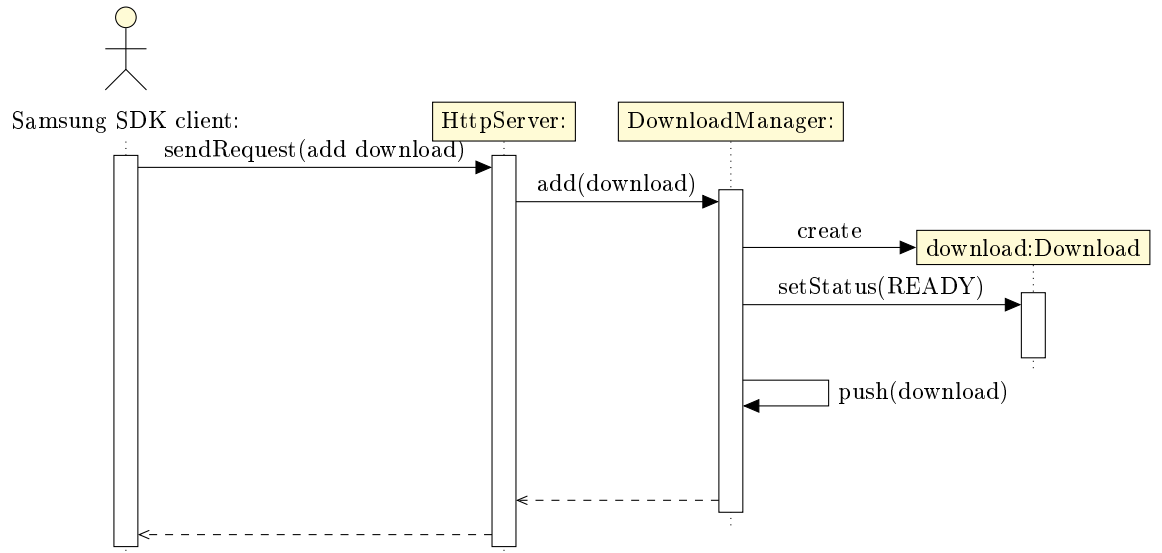 Samsung SDK client:
HttpServer:
DownloadManager:
sendRequest(add download)
add(download)
create
download:Download
setStatus(READY)
push(download)